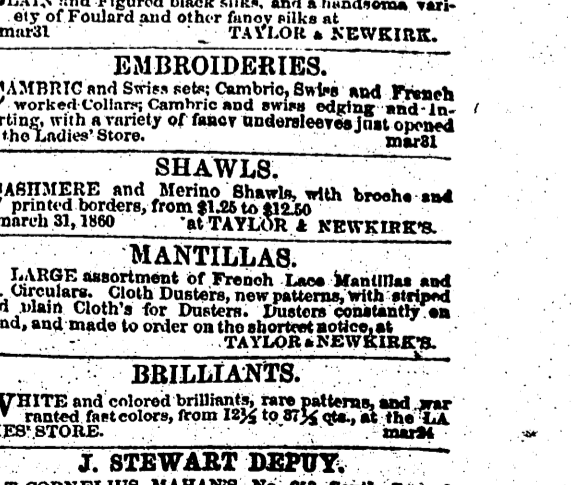 and Figured black silks, and a handsome vari-
ety of Foulard and other fancy silks at
mar31 TAYLOR & NEWKIRK.
EMBROIDERIES.
CAMBRIC and Swiss sets; Cambric, Swiss and French
worked Collars; Cambric and swiss edging and In-
rting, with a variety of fancy undersleeves just opened
the Ladies' Store. mar31
SHAWLS.
CASHMERE and Merino Shawls, with broche and
printed borders, from $1.25 to $12.50
march 31, 1860 at TAYLOR & NEWKIRK'S.
MANTILLAS.
LARGE assortment of French Lace Mantillas and
Circulars. Cloth Dusters, new patterns, with striped
d plain Cloth's for Dusters. Dusters constantly on
nd, and made to order on the shortest notice, at
TAYLOR & NEWKIRK'S.
BRILLIANTS.
WHITE and colored brilliants, rare patterns, and war
ranted fast colors, from 12½ to 37½ cts., at the LA
IES' STORE. mar24
J. STEWART DEPUY.
CORNELIUS MAHAN'S, No.